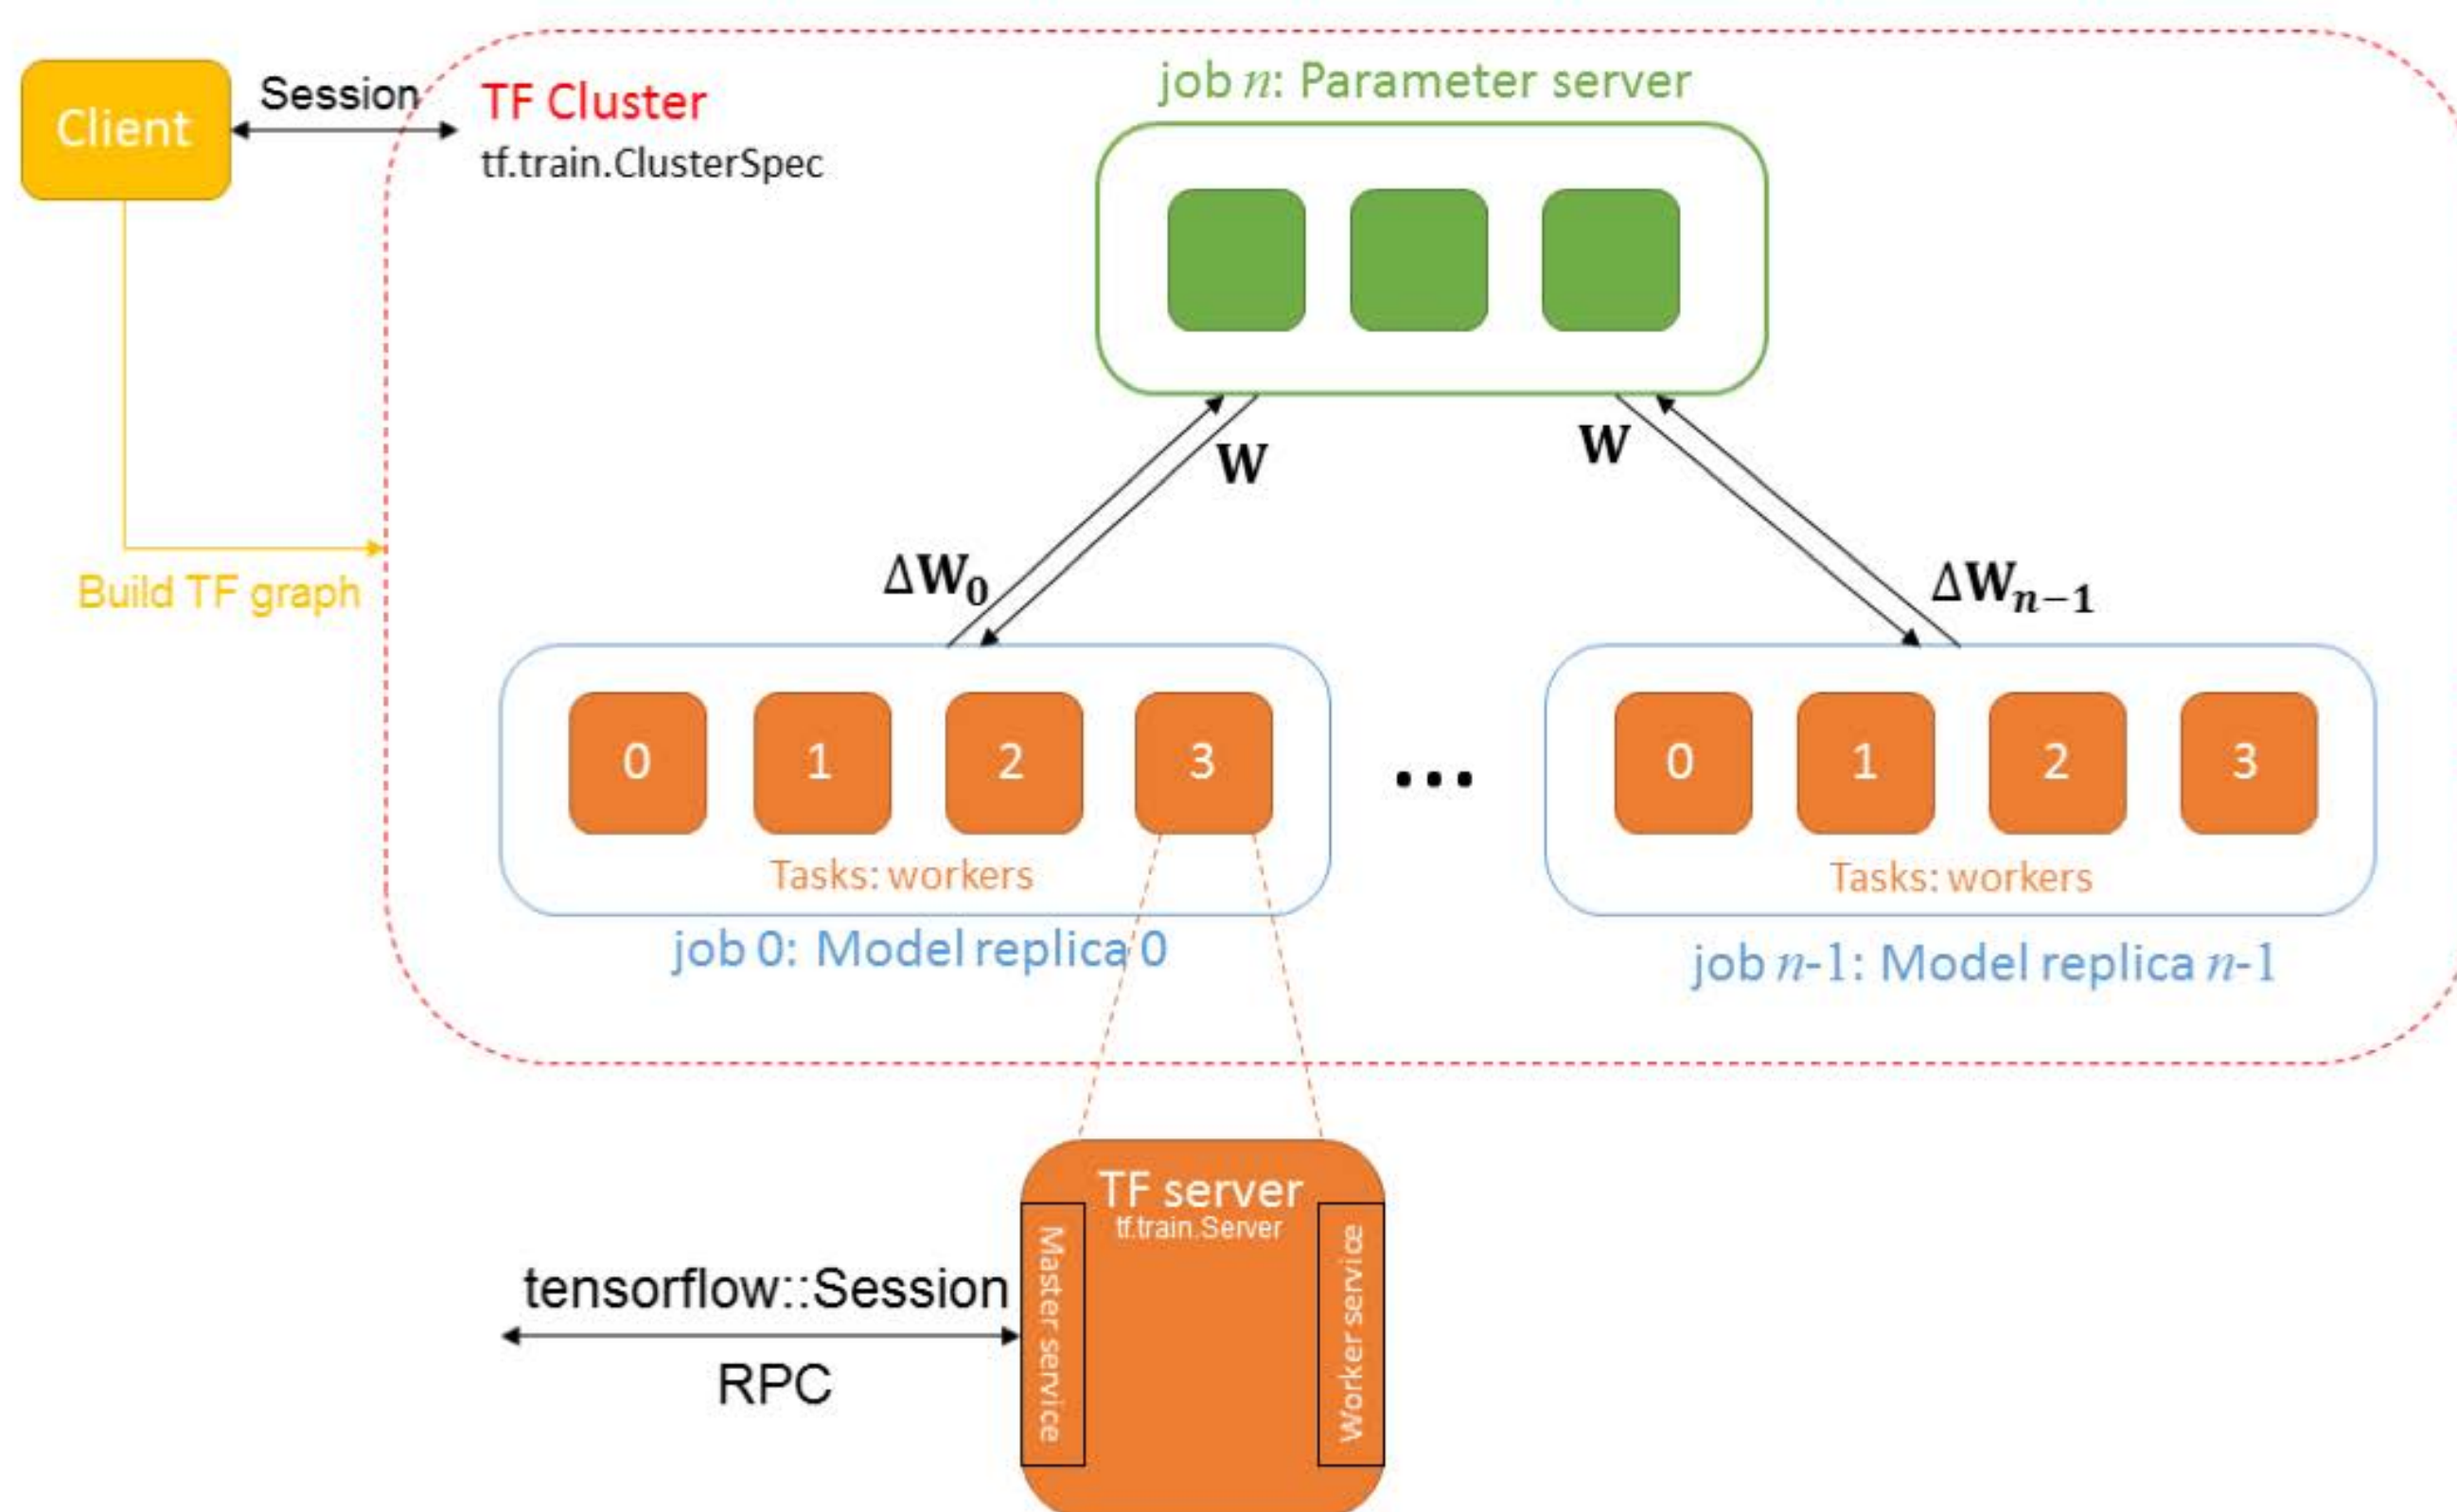 Client
Session
TF Cluster
tf.train.ClusterSpec
job n: Parameter server
Build TF graph
W
W
ΔW₀
ΔWₙ₋₁
0 1 2 3
Tasks: workers
job 0: Model replica 0
...
0 1 2 3
Tasks: workers
job n-1: Model replica n-1
TF server
tf.train.Server
Master service
Worker service
tensorflow::Session
RPC